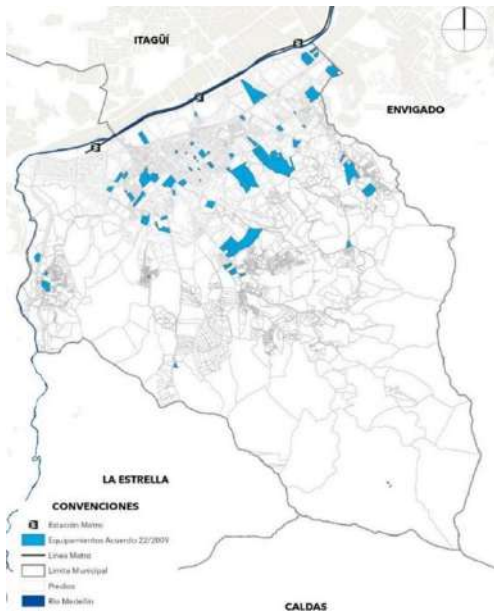 ITAGÜÍ
ENVIGADO
LA ESTRELLA
CONVENCIONES
Estación Metro
Equipamientos Acuerdo 22/2009
Línea Metro
Límite Municipal
Predios
Río Medellín
CALDAS